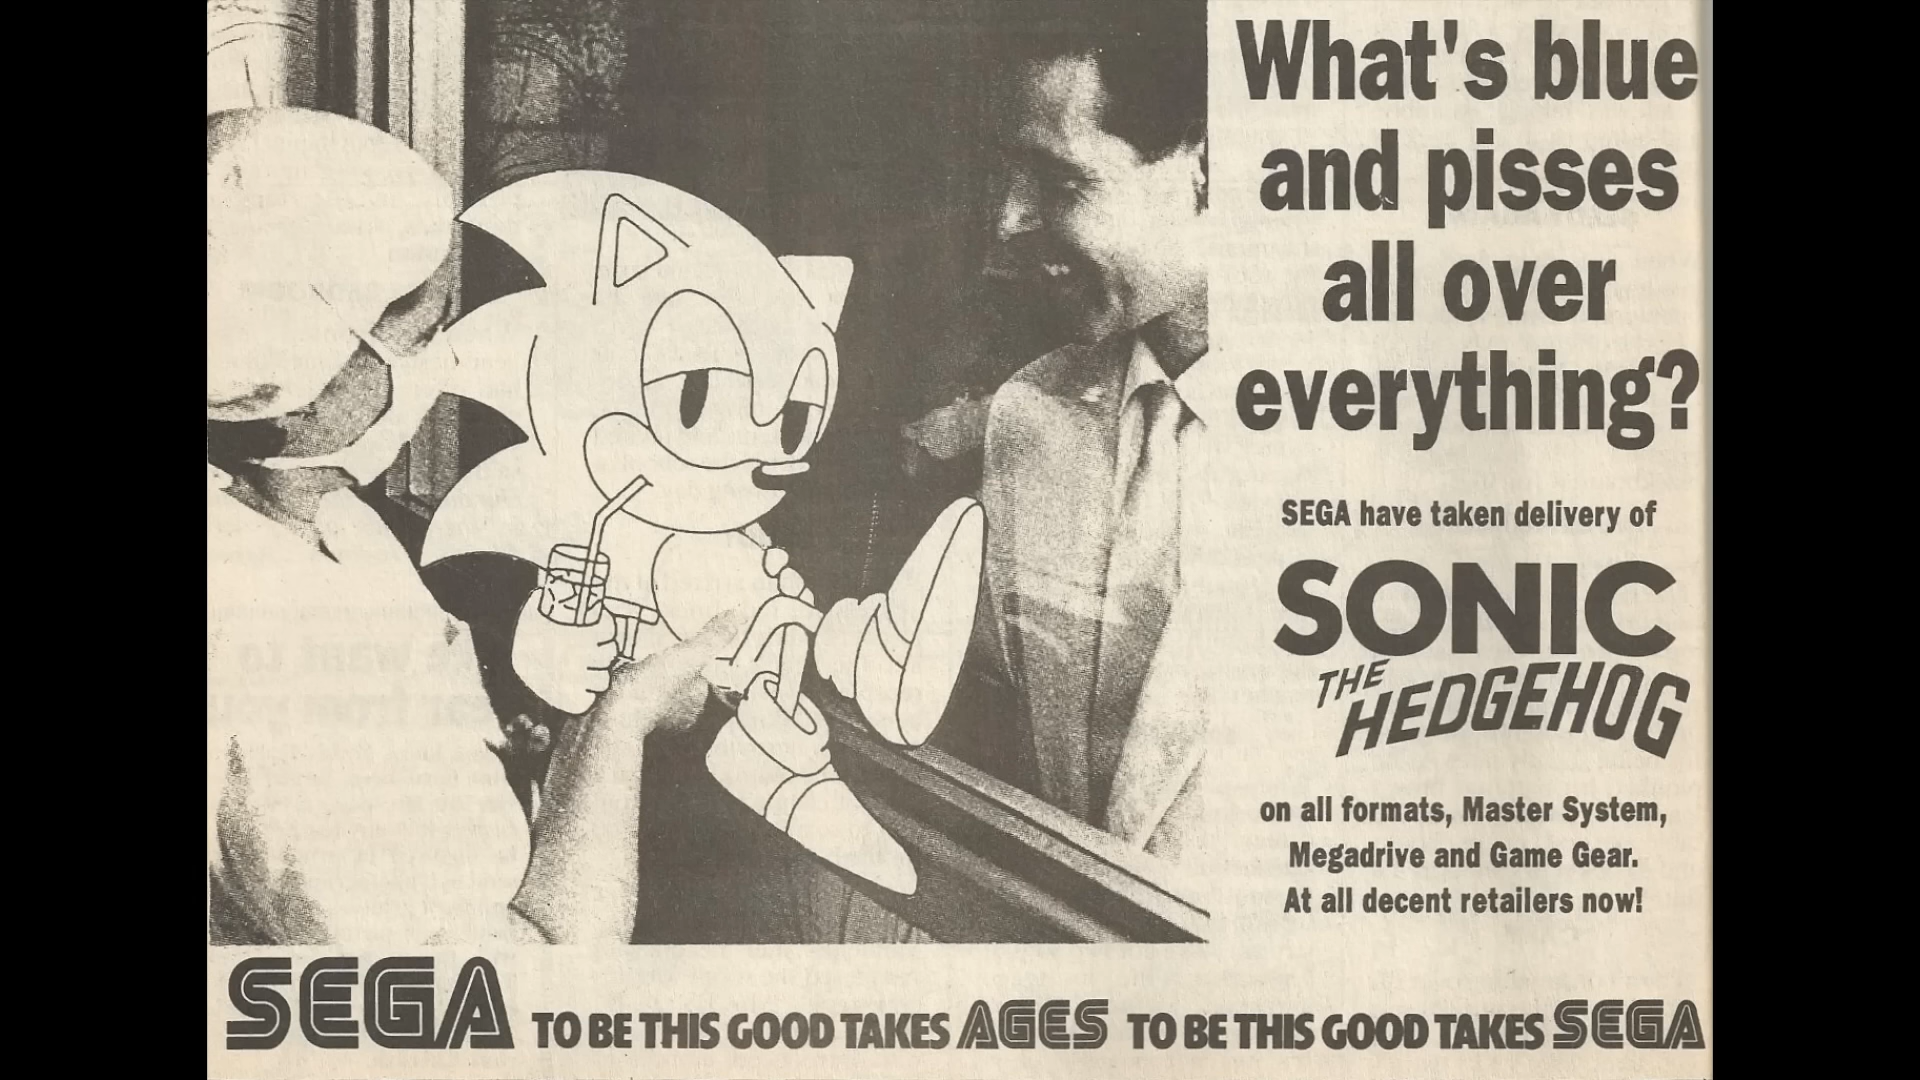 What's blue
and pisses
all over
everything?
SEGA have taken delivery of
SONIC
THE
HEDGEHOG
on all formats, Master System,
Megadrive and Game Gear.
At all decent retailers now!
SEGA TO BE THIS GOOD TAKES AGES TO BE THIS GOOD TAKES SEGA